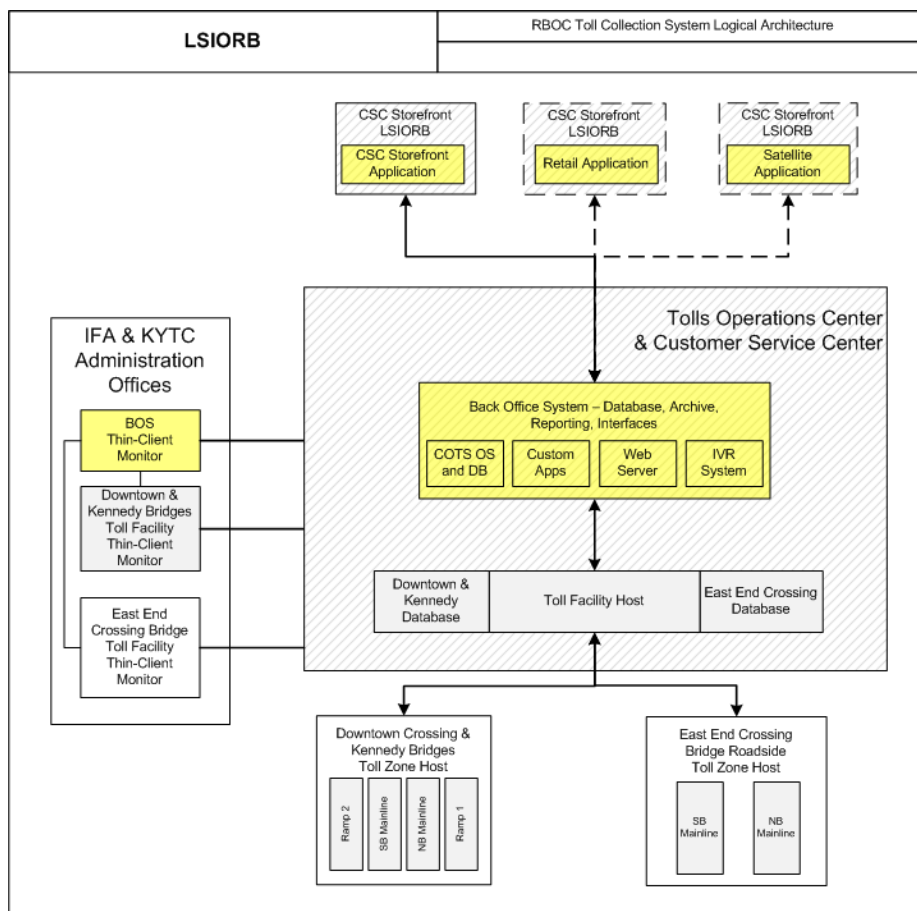 LSIORB
RBOC Toll Collection System Logical Architecture
CSC Storefront
LSIORB
CSC Storefront
Application
CSC Storefront
LSIORB
Retail Application
CSC Storefront
LSIORB
Satellite
Application
Tolls Operations Center
& Customer Service Center
IFA & KYTC
Administration
Offices
BOS
Thin-Client
Monitor
Downtown &
Kennedy Bridges
Toll Facility
Thin-Client
Monitor
East End
Crossing Bridge
Toll Facility
Thin-Client
Monitor
Back Office System – Database, Archive,
Reporting, Interfaces
COTS OS
and DB
Custom
Apps
Web
Server
IVR
System
Downtown &
Kennedy
Database
Toll Facility Host
East End Crossing
Database
Downtown Crossing &
Kennedy Bridges
Toll Zone Host
Ramp 2
SB Mainline
NB Mainline
Ramp 1
East End Crossing
Bridge Roadside
Toll Zone Host
SB
Mainline
NB
Mainline